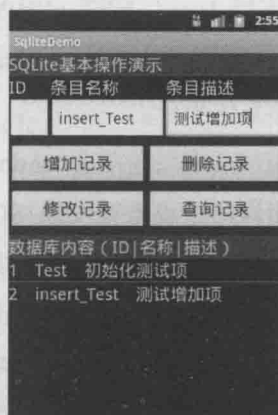 2:55
SqliteDemo
SQLite基本操作演示
ID 条目名称 条目描述
insert_Test 测试增加项
增加记录 删除记录
修改记录 查询记录
数据库内容(ID|名称|描述)
1 Test 初始化测试项
2 insert_Test 测试增加项